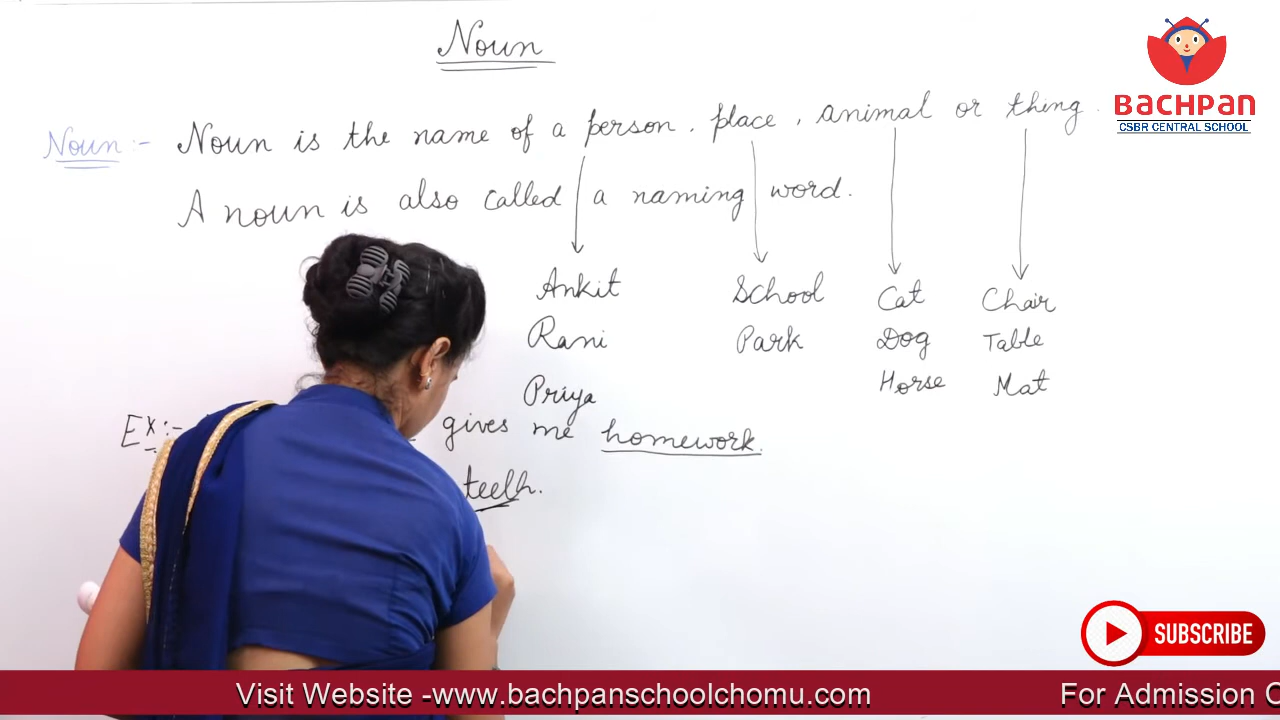 Noun
BACHPAN
CSBR CENTRAL SCHOOL
Noun :- Noun is the name of a person, place, animal or thing.
A noun is also called a naming word.
Ankit School Cat Chair
Rani Park Dog Table
Priya Horse Mat
Ex:- gives me homework.
teeth.
SUBSCRIBE
Visit Website -www.bachpanschoolchomu.com For Admission